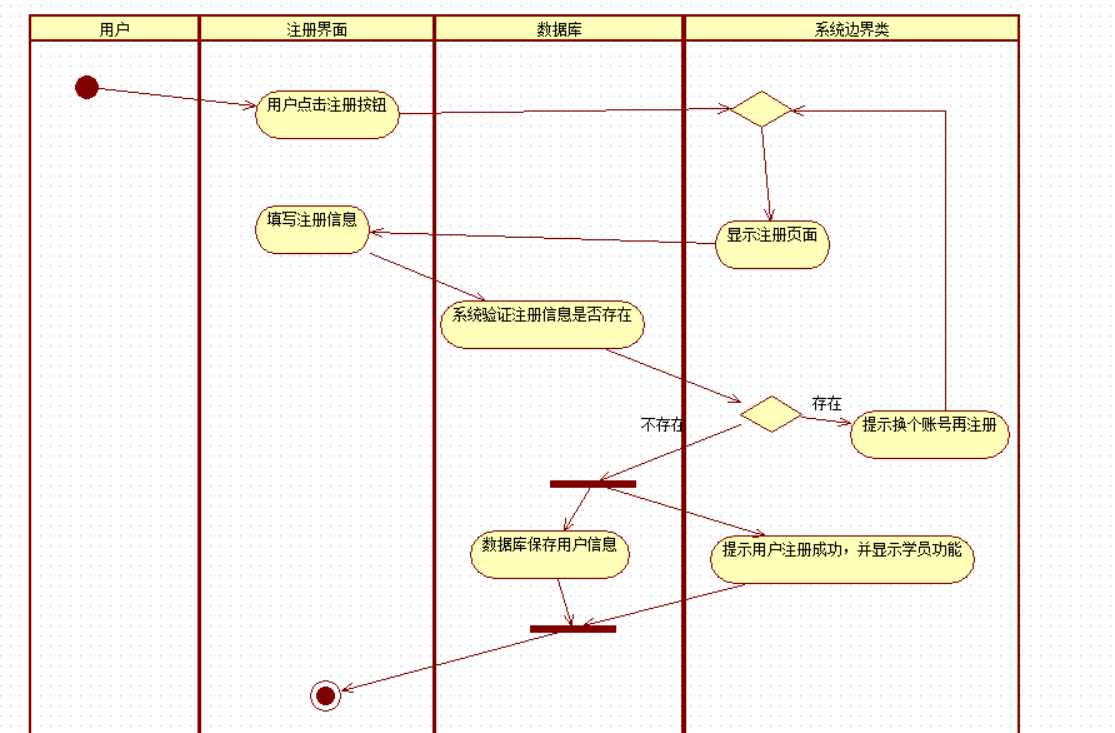 用户
注册界面
数据库
系统边界类
用户点击注册按钮
填写注册信息
显示注册页面
系统验证注册信息是否存在
存在
不存在
提示换个账号再注册
数据库保存用户信息
提示用户注册成功，并显示学员功能